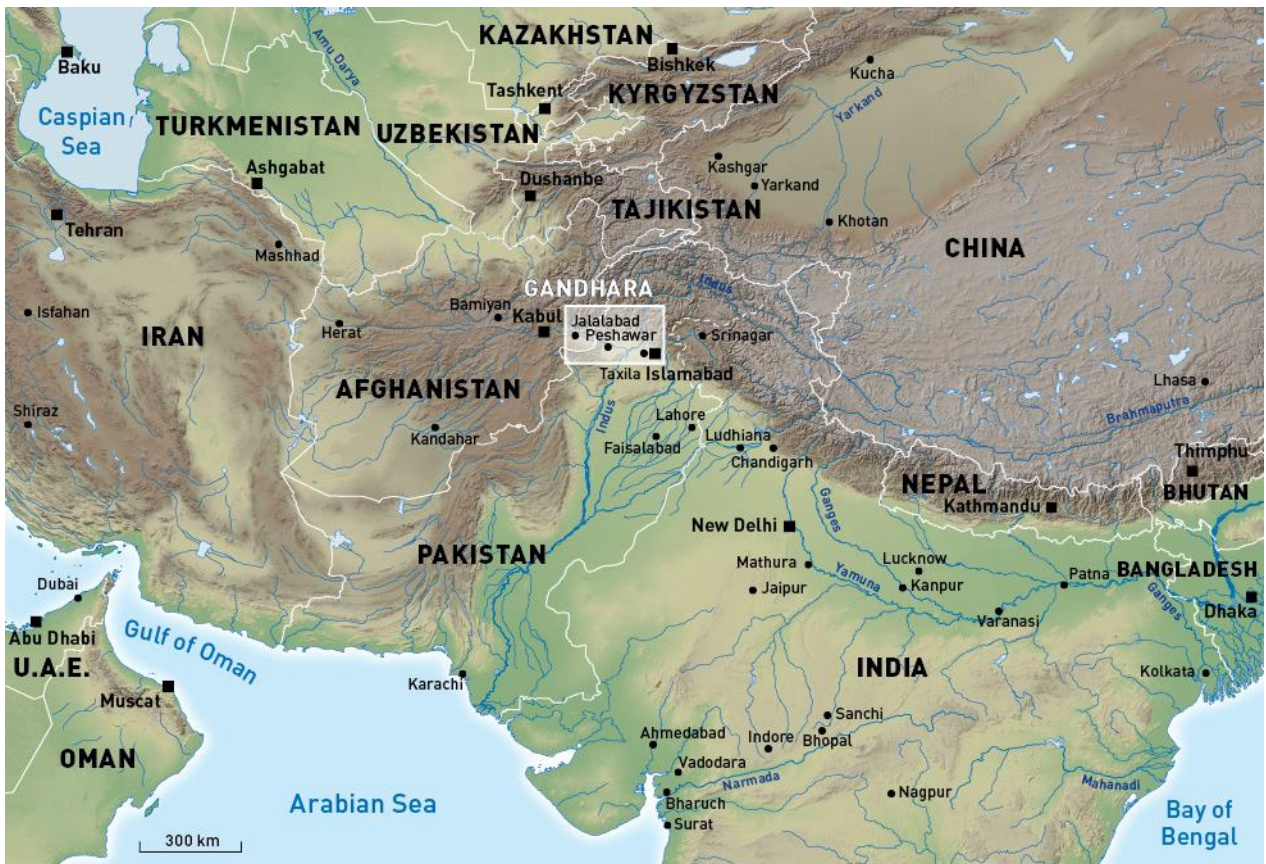 KAZAKHSTAN
Baku
Bishkek
Kucha
Amu Darya
Tashkent
KYRGYZSTAN
Yarkand
Caspian
Sea
TURKMENISTAN
UZBEKISTAN
Kashgar
Ashgabat
Dushanbe
Yarkand
TAJIKISTAN
Khotan
Tehran
Mashhad
CHINA
GANDHARA
Indus
Isfahan
Bamiyan
Kabul
Jalalabad
Peshawar
Srinagar
Herat
IRAN
Taxila
Islamabad
AFGHANISTAN
Lhasa
Brahmaputra
Shiraz
Kandahar
Indus
Lahore
Faisalabad
Ludhiana
Chandigarh
Thimphu
NEPAL
BHUTAN
Kathmandu
Ganges
New Delhi
PAKISTAN
Mathura
Lucknow
Yamuna
Kanpur
Patna
BANGLADESH
Dubai
Jaipur
Ganges
Dhaka
Varanasi
Abu Dhabi
Gulf of Oman
U.A.E.
INDIA
Karachi
Kolkata
Muscat
Sanchi
Ahmedabad
Indore
Bhopal
OMAN
Vadodara
Narmada
Mahanadi
Bharuch
Nagpur
Arabian Sea
Surat
Bay of
Bengal
300 km